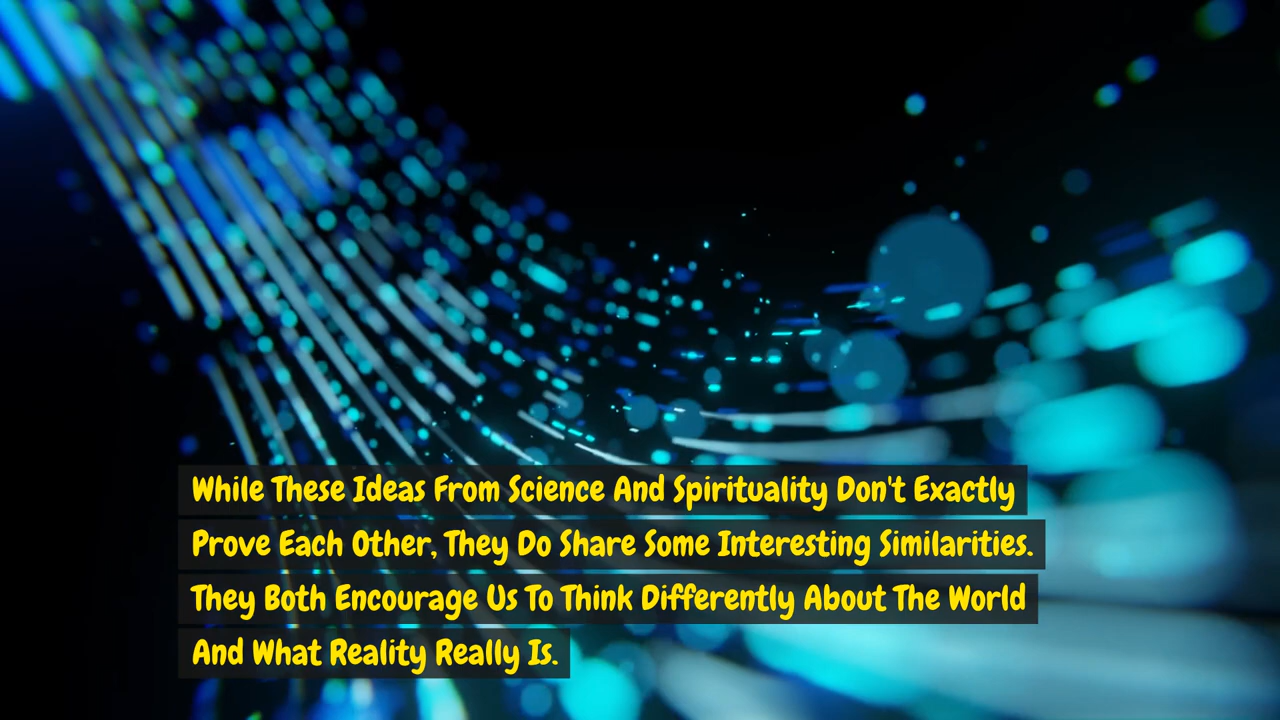 While These Ideas From Science And Spirituality Don't Exactly
Prove Each Other, They Do Share Some Interesting Similarities.
They Both Encourage Us To Think Differently About The World
And What Reality Really Is.